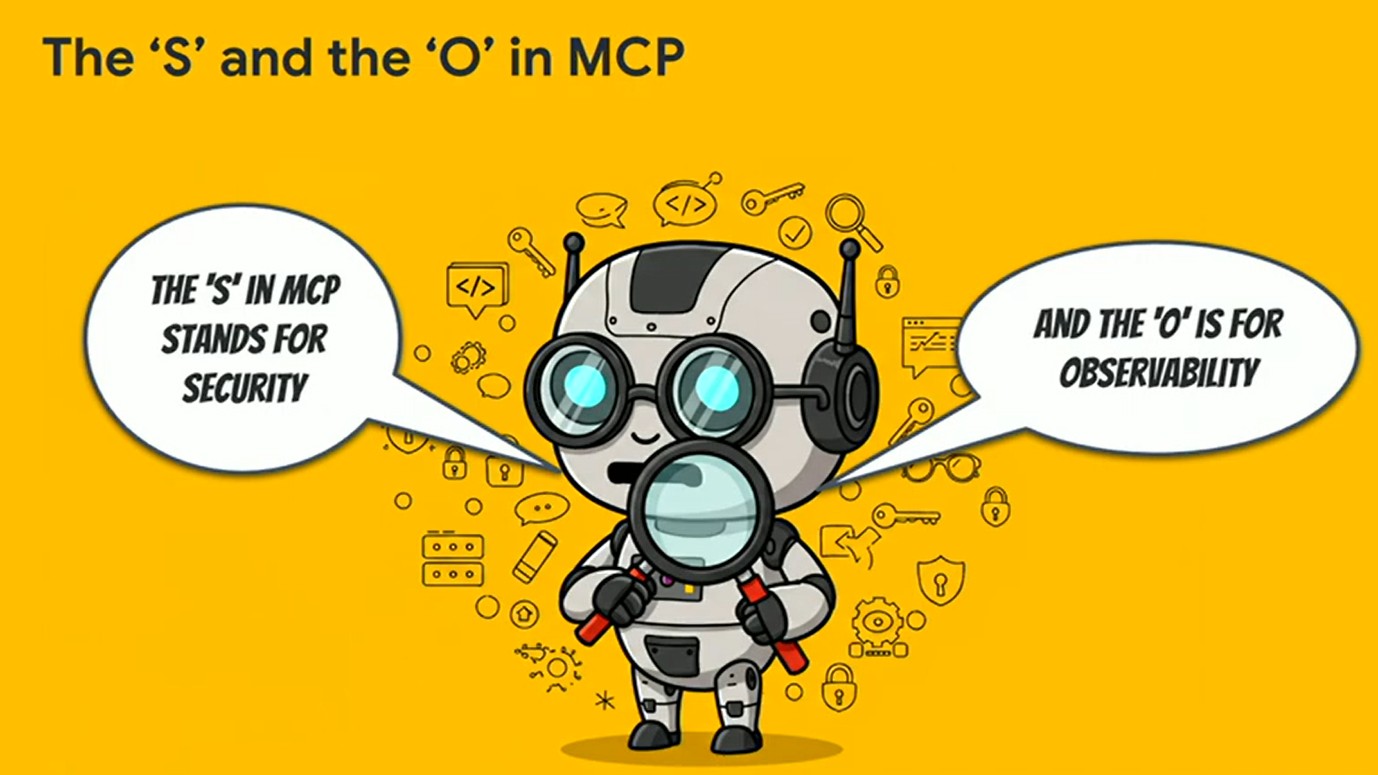 The ‘S’ and the ‘O’ in MCP
THE 'S' IN MCP
STANDS FOR
SECURITY
AND THE 'O' IS FOR
OBSERVABILITY